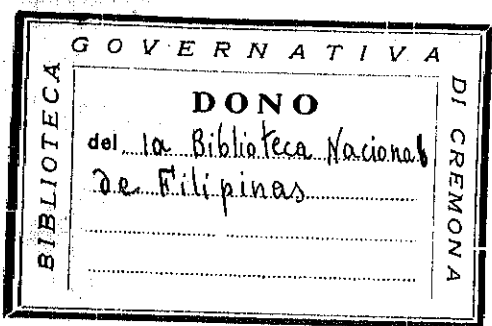 BIBLIOTECA
GOVERNATIVA
DI CREMONA
DONO
del la Biblioteca Nacional
de Filipinas